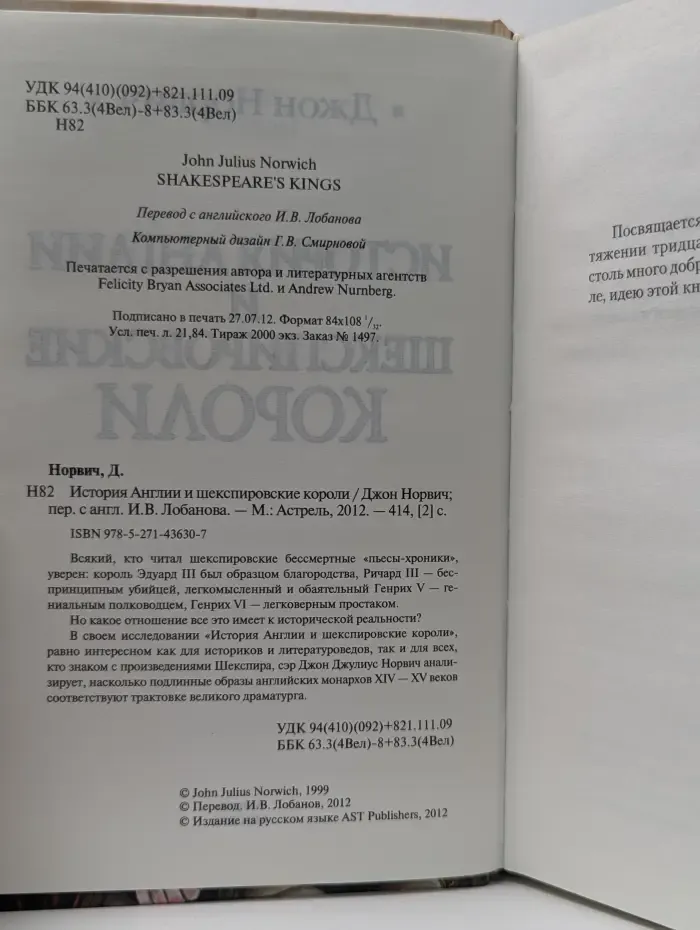 УДК 94(410)(092)+821.111.09
ББК 63.3(4Вел)-8+83.3(4Вел)
Н82
John Julius Norwich
SHAKESPEARE'S KINGS
Перевод с английского И.В. Лобанова
Компьютерный дизайн Г.В. Смирновой
Печатается с разрешения автора и литературных агентств
Felicity Bryan Associates Ltd. и Andrew Nurnberg.
Подписано в печать 27.07.12. Формат 84x108 1/32.
Усл. печ. л. 21,84. Тираж 2000 экз. Заказ № 1497.
Норвич, Д.
Н82 История Англии и шекспировские короли / Джон Норвич;
пер. с англ. И.В. Лобанова. — М.: Астрель, 2012. — 414, [2] с.
ISBN 978-5-271-43630-7
Всякий, кто читал шекспировские бессмертные «пьесы-хроники»,
уверен: король Эдуард III был образцом благородства, Ричард III — бес-
принципным убийцей, легкомысленный и обаятельный Генрих V — ге-
ниальным полководцем, Генрих VI — легковерным простаком.
Но какое отношение все это имеет к исторической реальности?
В своем исследовании «История Англии и шекспировские короли»,
равно интересном как для историков и литературоведов, так и для всех,
кто знаком с произведениями Шекспира, сэр Джон Джулиус Норвич анали-
зирует, насколько подлинные образы английских монархов XIV — XV веков
соответствуют трактовке великого драматурга.
УДК 94(410)(092)+821.111.09
ББК 63.3(4Вел)-8+83.3(4Вел)
© John Julius Norwich, 1999
© Перевод. И.В. Лобанов, 2012
© Издание на русском языке AST Publishers, 2012
Посвящается
тяжении тридца
столь много добр
ле, идею этой кн